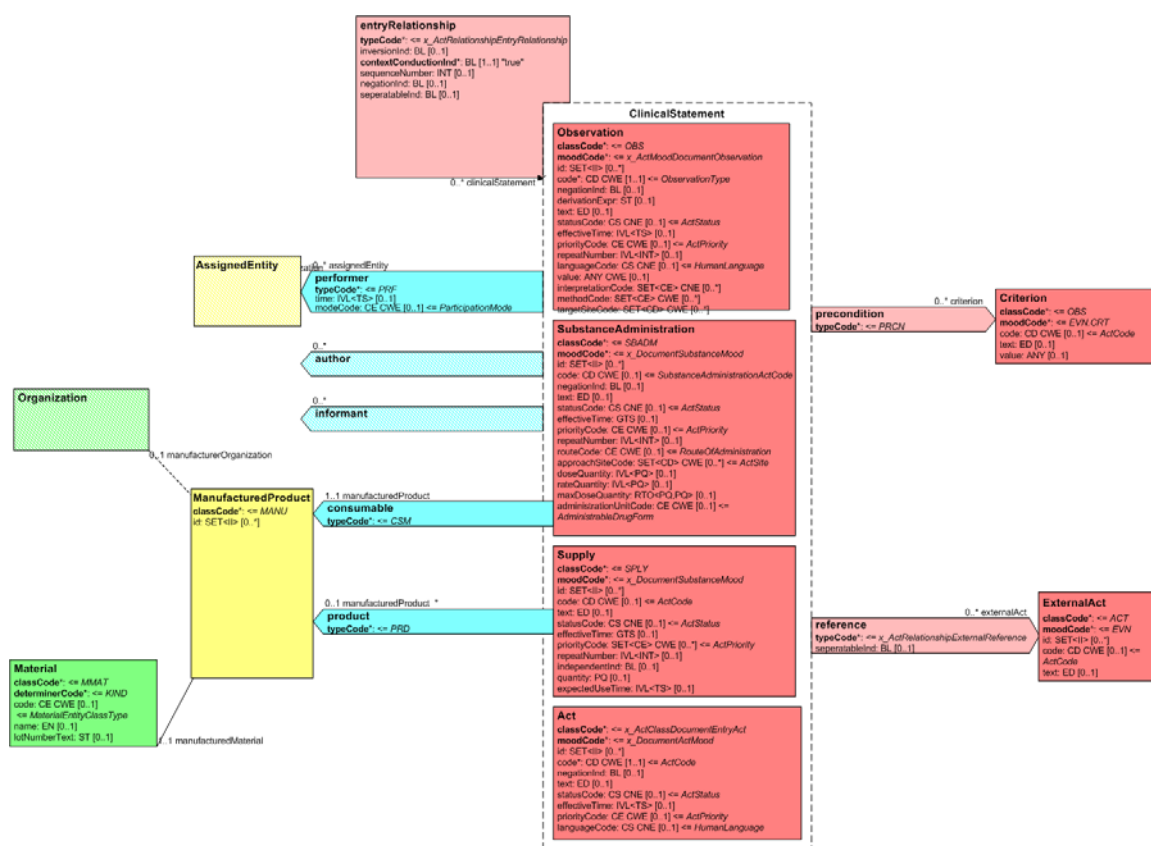 entryRelationship
typeCode*: <= x_ActRelationshipEntryRelationship
inversionInd: BL [0..1]
contextConductionInd*: BL [1..1] "true"
sequenceNumber: INT [0..1]
negationInd: BL [0..1]
seperatableInd: BL [0..1]
0..* clinicalStatement
ClinicalStatement
Observation
classCode*: <= OBS
moodCode*: <= x_ActMoodDocumentObservation
id: SET<II> [0..*]
code*: CD CWE [1..1] <= ObservationType
negationInd: BL [0..1]
derivationExpr: ST [0..1]
text: ED [0..1]
statusCode: CS CNE [0..1] <= ActStatus
effectiveTime: IVL<TS> [0..1]
priorityCode: CE CWE [0..1] <= ActPriority
repeatNumber: IVL<INT> [0..1]
languageCode: CS CNE [0..1] <= HumanLanguage
value: ANY CWE [0..1]
interpretationCode: SET<CE> CNE [0..*]
methodCode: SET<CE> CWE [0..*]
targetSiteCode: SET<CD> CWE [0..*]
AssignedEntity
0..* assignedEntity
performer
typeCode*: <= PRF
time: IVL<TS> [0..1]
modeCode: CE CWE [0..1] <= ParticipationMode
0..*
author
0..*
informant
0..* criterion
precondition
typeCode*: <= PRCN
Criterion
classCode*: <= OBS
moodCode*: <= EVN.CRT
code: CD CWE [0..1] <= ActCode
text: ED [0..1]
value: ANY [0..1]
SubstanceAdministration
classCode*: <= SBADM
moodCode*: <= x_DocumentSubstanceMood
id: SET<II> [0..*]
code: CD CWE [0..1] <= SubstanceAdministrationActCode
negationInd: BL [0..1]
text: ED [0..1]
statusCode: CS CNE [0..1] <= ActStatus
effectiveTime: GTS [0..1]
priorityCode: CE CWE [0..1] <= ActPriority
repeatNumber: IVL<INT> [0..1]
routeCode: CE CWE [0..1] <= RouteOfAdministration
approachSiteCode: SET<CD> CWE [0..*] <= ActSite
doseQuantity: IVL<PQ> [0..1]
rateQuantity: IVL<PQ> [0..1]
maxDoseQuantity: RTO<PQ,PQ> [0..1]
administrationUnitCode: CE CWE [0..1] <=
AdministrableDrugForm
Organization
0..1 manufacturerOrganization
ManufacturedProduct
classCode*: <= MANU
id: SET<II> [0..*]
1..1 manufacturedProduct
consumable
typeCode*: <= CSM
0..1 manufacturedProduct *
product
typeCode*: <= PRD
Supply
classCode*: <= SPLY
moodCode*: <= x_DocumentSubstanceMood
id: SET<II> [0..*]
code: CD CWE [0..1] <= ActCode
text: ED [0..1]
statusCode: CS CNE [0..1] <= ActStatus
effectiveTime: GTS [0..1]
priorityCode: SET<CE> CWE [0..*] <= ActPriority
repeatNumber: IVL<INT> [0..1]
independentInd: BL [0..1]
quantity: PQ [0..1]
expectedUseTime: IVL<TS> [0..1]
0..* externalAct
reference
typeCode*: <= x_ActRelationshipExternalReference
seperatableInd: BL [0..1]
ExternalAct
classCode*: <= ACT
moodCode*: <= EVN
id: SET<II> [0..*]
code: CD CWE [0..1] <=
ActCode
text: ED [0..1]
Material
classCode*: <= MMAT
determinerCode*: <= KIND
code: CE CWE [0..1]
<= MaterialEntityClassType
name: EN [0..1]
lotNumberText: ST [0..1]
1..1 manufacturedMaterial
Act
classCode*: <= x_ActClassDocumentEntryAct
moodCode*: <= x_DocumentActMood
id: SET<II> [0..*]
code*: CD CWE [1..1] <= ActCode
negationInd: BL [0..1]
text: ED [0..1]
statusCode: CS CNE [0..1] <= ActStatus
effectiveTime: IVL<TS> [0..1]
priorityCode: CE CWE [0..1] <= ActPriority
languageCode: CS CNE [0..1] <= HumanLanguage